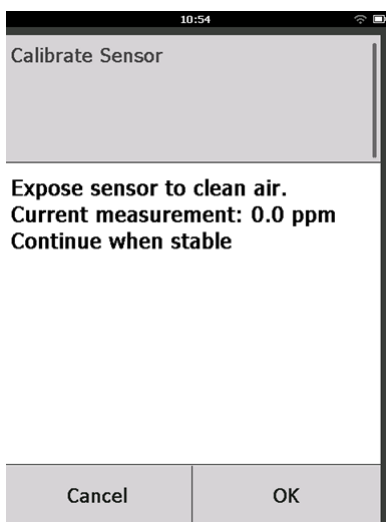 10:54
Calibrate Sensor
Expose sensor to clean air.
Current measurement: 0.0 ppm
Continue when stable
Cancel OK